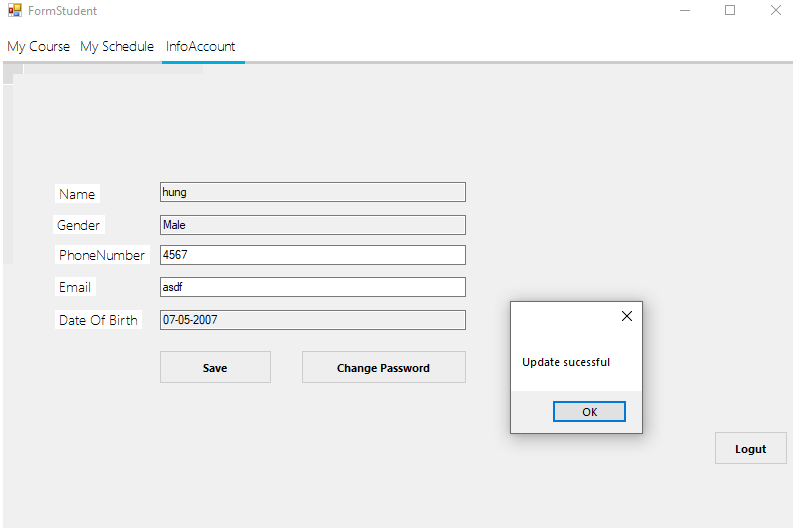 FormStudent
My Course My Schedule InfoAccount
Name hung
Gender Male
PhoneNumber 4567
Email asdf
Date Of Birth 07-05-2007
Save Change Password
Update sucessful
OK
Logut